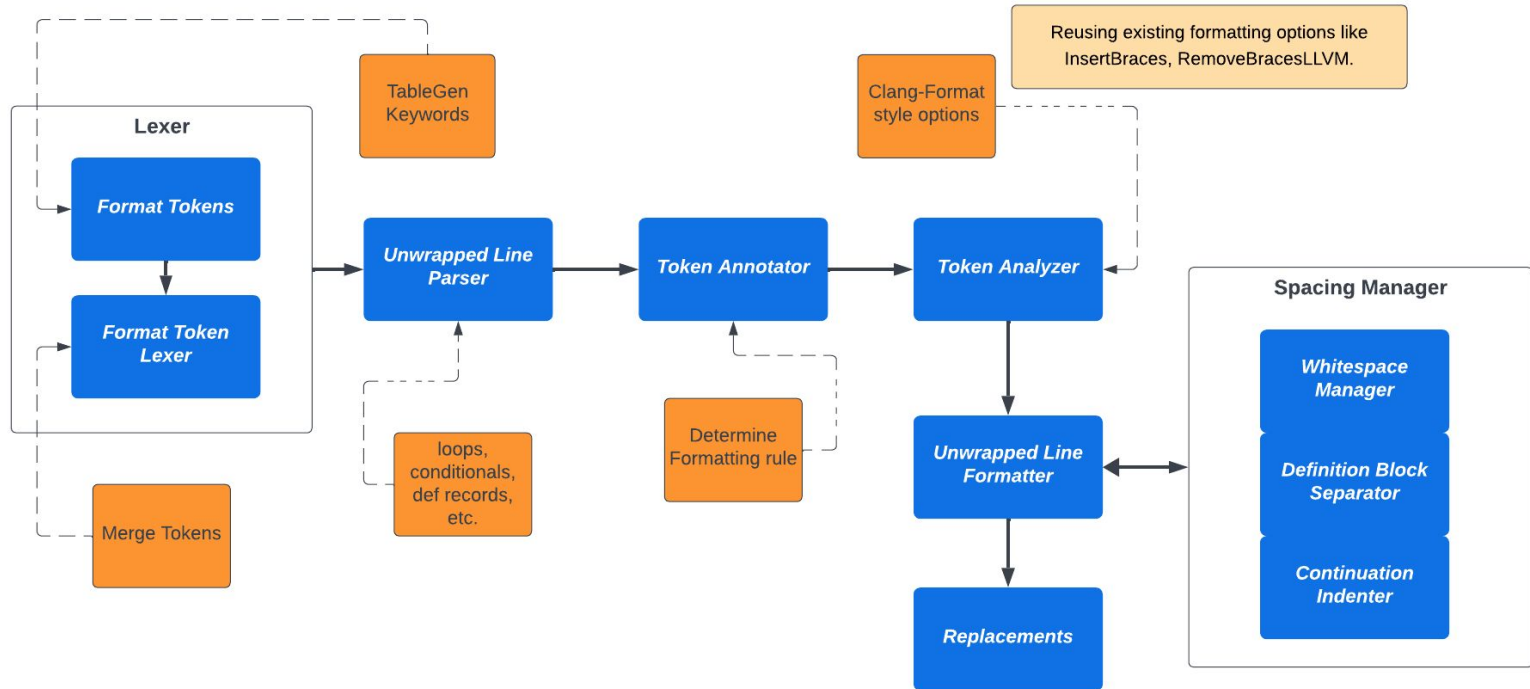 Reusing existing formatting options like
InsertBraces, RemoveBracesLLVM.
TableGen
Keywords
Clang-Format
style options
Lexer
Format Tokens
Format Token
Lexer
Unwrapped Line
Parser
Token Annotator
Token Analyzer
Spacing Manager
Whitespace
Manager
Definition Block
Separator
Continuation
Indenter
Merge Tokens
loops,
conditionals,
def records,
etc.
Determine
Formatting rule
Unwrapped Line
Formatter
Replacements